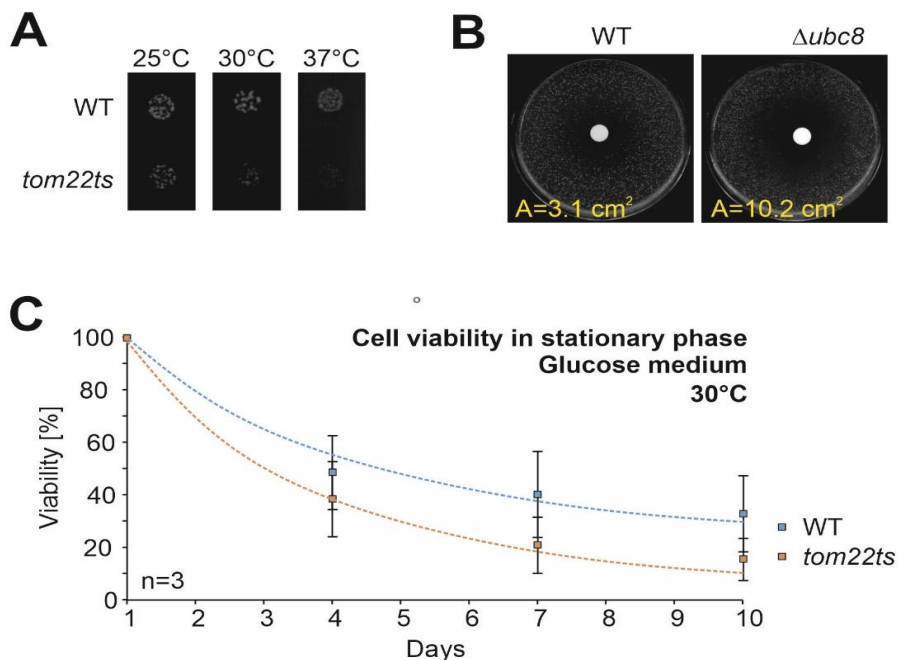 A
25°C 30°C 37°C
WT
tom22ts
B
WT Δubc8
A=3.1 cm² A=10.2 cm²
C
Cell viability in stationary phase
Glucose medium
30°C
Viability [%]
100
80
60
40
20
0
n=3
WT
tom22ts
1 2 3 4 5 6 7 8 9 10
Days